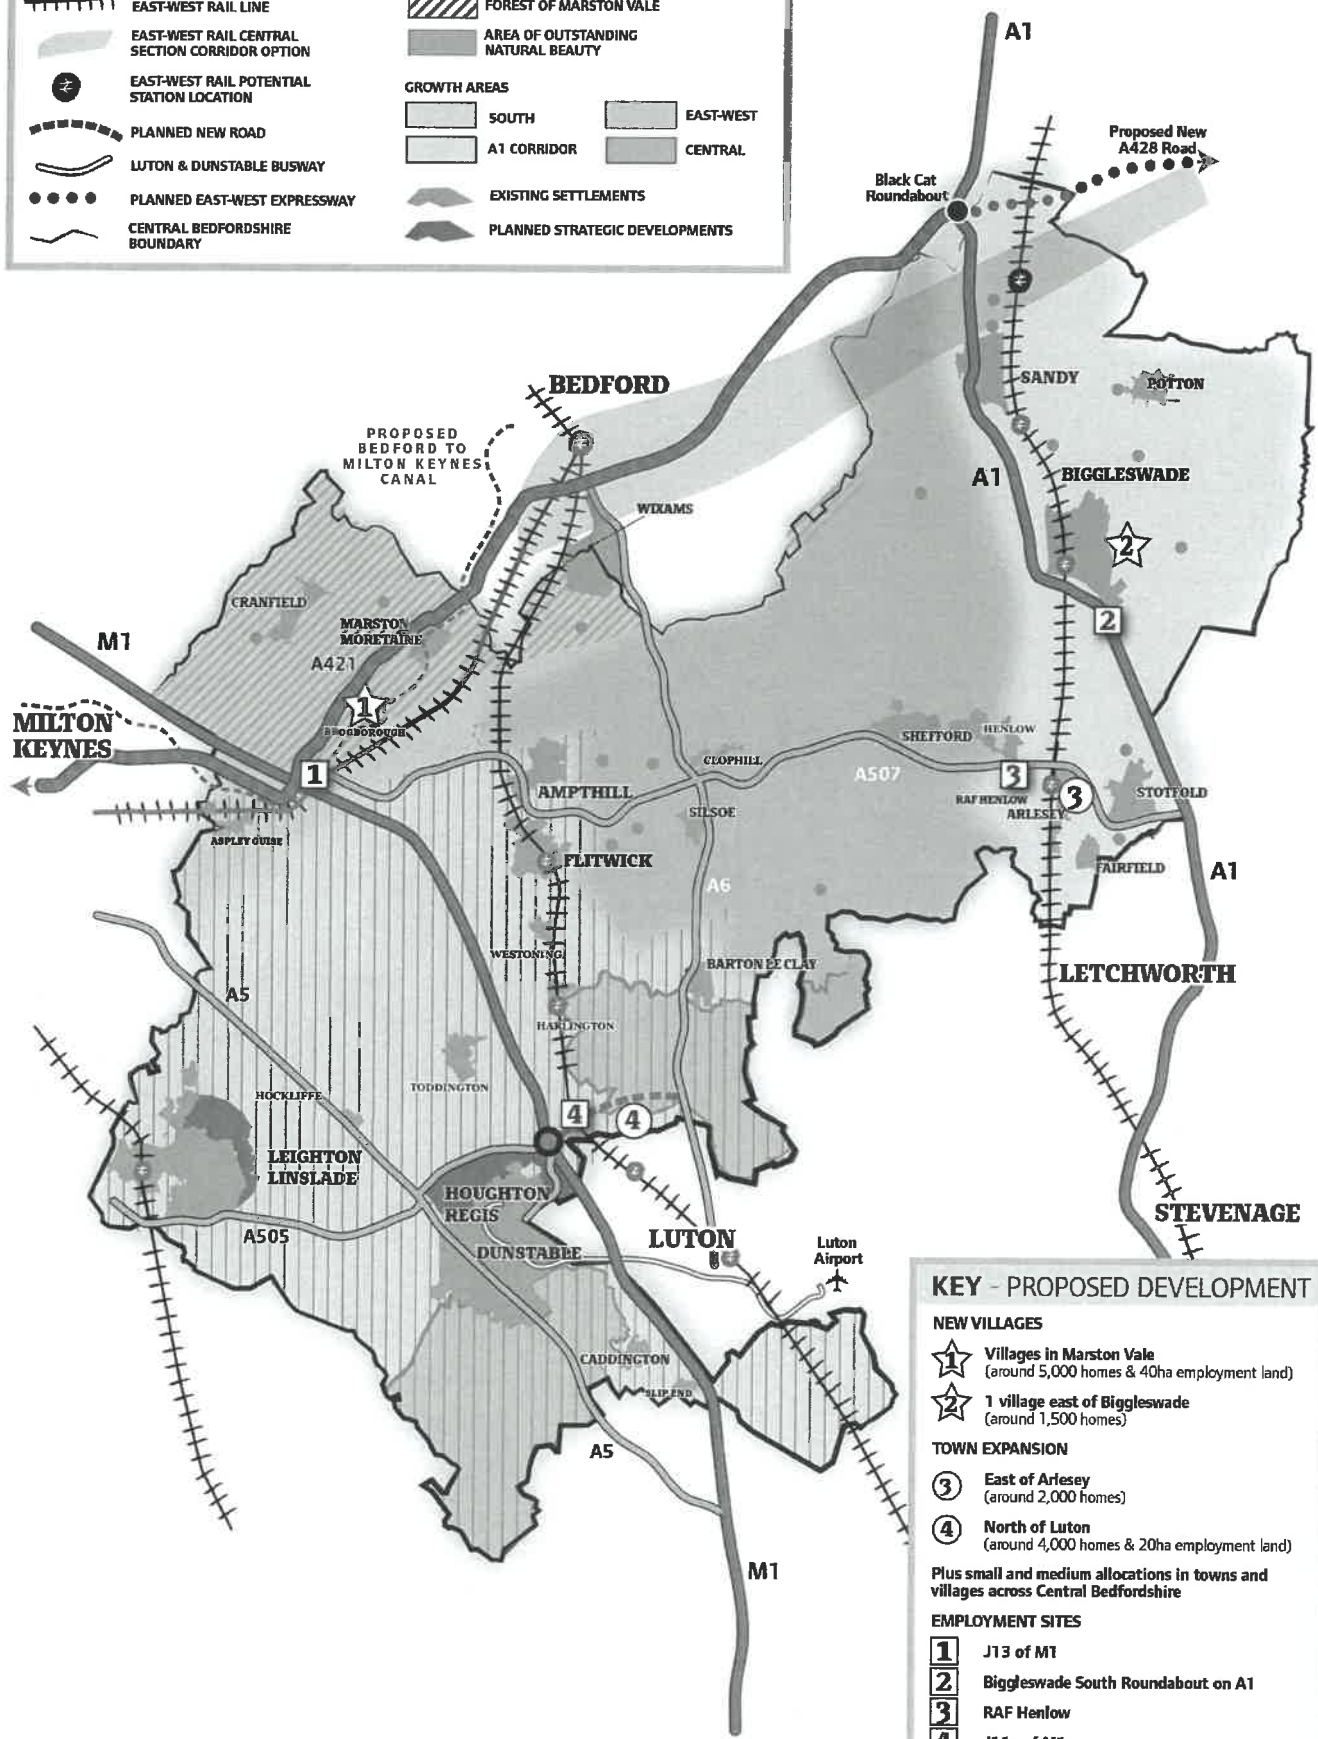 EAST-WEST RAIL LINE
EAST-WEST RAIL CENTRAL
SECTION CORRIDOR OPTION
EAST-WEST RAIL POTENTIAL
STATION LOCATION
PLANNED NEW ROAD
LUTON & DUNSTABLE BUSWAY
PLANNED EAST-WEST EXPRESSWAY
CENTRAL BEDFORDSHIRE
BOUNDARY
FOREST OF MARSTON VALE
AREA OF OUTSTANDING
NATURAL BEAUTY
GROWTH AREAS
SOUTH
EAST-WEST
A1 CORRIDOR
CENTRAL
EXISTING SETTLEMENTS
PLANNED STRATEGIC DEVELOPMENTS
A1
Proposed New
A428 Road
Black Cat
Roundabout
BEDFORD
SANDY
POTTON
PROPOSED
BEDFORD TO
MILTON KEYNES
CANAL
A1
BIGGLESWADE
WIXAMS
2
CRANFIELD
MARSTON
MORETAINE
2
M1
A421
1
MILTON
KEYNES
BROGBOROUGH
1
SHEFFORD
HENLOW
CLOPHILL
A507
3
RAF HENLOW
3
ARLESEY
STOTFOLD
AMPTHILL
SILSOE
ASPLEY GUISE
FLITWICK
FAIRFIELD
A1
A6
WESTONING
BARTON LE CLAY
LETCHWORTH
A5
HARLINGTON
TODDINGTON
HOCKLIFFE
4
4
LEIGHTON
LINSLADE
HOUGHTON
REGIS
STEVENAGE
A505
LUTON
DUNSTABLE
Luton
Airport
CADDINGTON
SLIP END
A5
M1
KEY - PROPOSED DEVELOPMENT
NEW VILLAGES
1 Villages in Marston Vale
(around 5,000 homes & 40ha employment land)
2 1 village east of Biggleswade
(around 1,500 homes)
TOWN EXPANSION
3 East of Arlesey
(around 2,000 homes)
4 North of Luton
(around 4,000 homes & 20ha employment land)
Plus small and medium allocations in towns and
villages across Central Bedfordshire
EMPLOYMENT SITES
1 J13 of M1
2 Biggleswade South Roundabout on A1
3 RAF Henlow
4